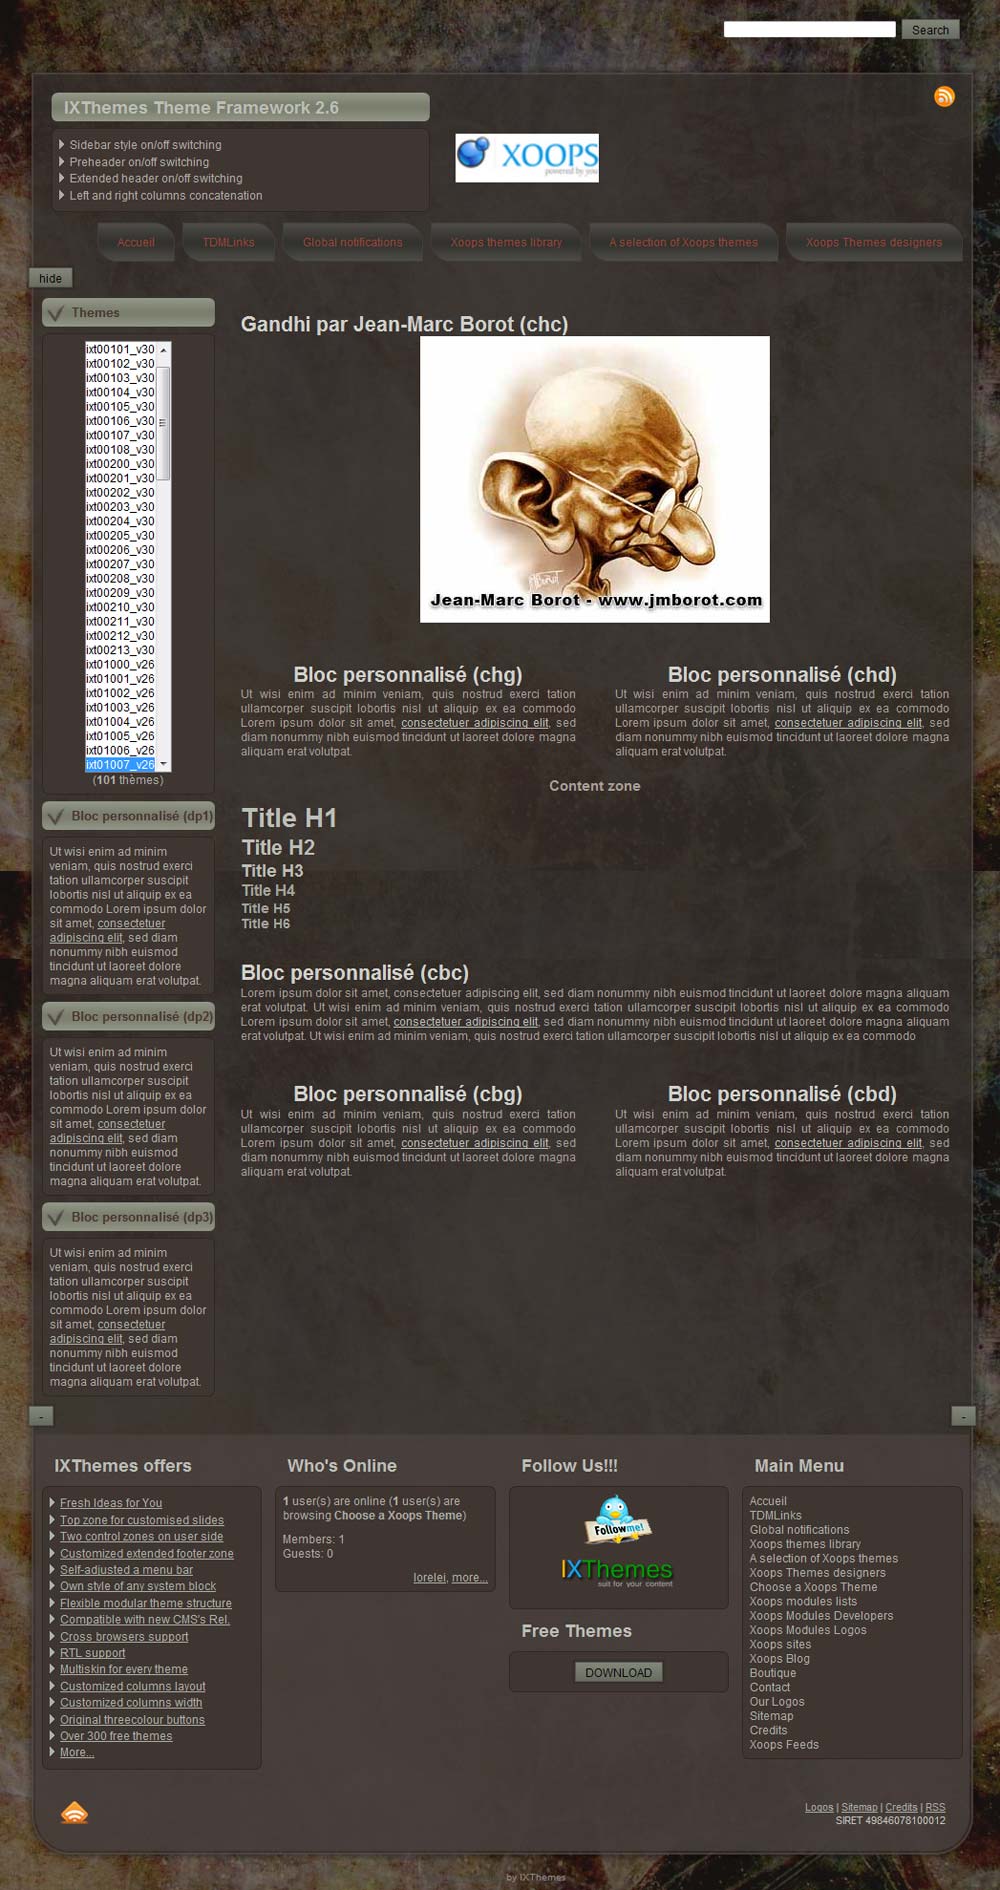 Search
IXThemes Theme Framework 2.6
Sidebar style on/off switching
Preheader on/off switching
Extended header on/off switching
Left and right columns concatenation
XOOPS
powered by you
Accueil
TDMLinks
Global notifications
Xoops themes library
A selection of Xoops themes
Xoops Themes designers
hide
Themes
ixt00101_v30
ixt00102_v30
ixt00103_v30
ixt00104_v30
ixt00105_v30
ixt00106_v30
ixt00107_v30
ixt00108_v30
ixt00200_v30
ixt00201_v30
ixt00202_v30
ixt00203_v30
ixt00204_v30
ixt00205_v30
ixt00206_v30
ixt00207_v30
ixt00208_v30
ixt00209_v30
ixt00210_v30
ixt00211_v30
ixt00212_v30
ixt00213_v30
ixt01000_v26
ixt01001_v26
ixt01002_v26
ixt01003_v26
ixt01004_v26
ixt01005_v26
ixt01006_v26
ixt01007_v26
(101 thèmes)
Bloc personnalisé (dp1)
Ut wisi enim ad minim
veniam, quis nostrud exerci
tation ullamcorper suscipit
lobortis nisl ut aliquip ex ea
commodo Lorem ipsum dolor
sit amet, consectetuer
adipiscing elit, sed diam
nonummy nibh euismod
tincidunt ut laoreet dolore
magna aliquam erat volutpat.
Bloc personnalisé (dp2)
Ut wisi enim ad minim
veniam, quis nostrud exerci
tation ullamcorper suscipit
lobortis nisl ut aliquip ex ea
commodo Lorem ipsum dolor
sit amet, consectetuer
adipiscing elit, sed diam
nonummy nibh euismod
tincidunt ut laoreet dolore
magna aliquam erat volutpat.
Bloc personnalisé (dp3)
Ut wisi enim ad minim
veniam, quis nostrud exerci
tation ullamcorper suscipit
lobortis nisl ut aliquip ex ea
commodo Lorem ipsum dolor
sit amet, consectetuer
adipiscing elit, sed diam
nonummy nibh euismod
tincidunt ut laoreet dolore
magna aliquam erat volutpat.
Gandhi par Jean-Marc Borot (chc)
Jean-Marc Borot - www.jmborot.com
Bloc personnalisé (chg)
Ut wisi enim ad minim veniam, quis nostrud exerci tation
ullamcorper suscipit lobortis nisl ut aliquip ex ea commodo
Lorem ipsum dolor sit amet, consectetuer adipiscing elit, sed
diam nonummy nibh euismod tincidunt ut laoreet dolore magna
aliquam erat volutpat.
Bloc personnalisé (chd)
Ut wisi enim ad minim veniam, quis nostrud exerci tation
ullamcorper suscipit lobortis nisl ut aliquip ex ea commodo
Lorem ipsum dolor sit amet, consectetuer adipiscing elit, sed
diam nonummy nibh euismod tincidunt ut laoreet dolore magna
aliquam erat volutpat.
Content zone
Title H1
Title H2
Title H3
Title H4
Title H5
Title H6
Bloc personnalisé (cbc)
Lorem ipsum dolor sit amet, consectetuer adipiscing elit, sed diam nonummy nibh euismod tincidunt ut laoreet dolore magna aliquam
erat volutpat. Ut wisi enim ad minim veniam, quis nostrud exerci tation ullamcorper suscipit lobortis nisl ut aliquip ex ea commodo
Lorem ipsum dolor sit amet, consectetuer adipiscing elit, sed diam nonummy nibh euismod tincidunt ut laoreet dolore magna aliquam
erat volutpat. Ut wisi enim ad minim veniam, quis nostrud exerci tation ullamcorper suscipit lobortis nisl ut aliquip ex ea commodo
Bloc personnalisé (cbg)
Ut wisi enim ad minim veniam, quis nostrud exerci tation
ullamcorper suscipit lobortis nisl ut aliquip ex ea commodo
Lorem ipsum dolor sit amet, consectetuer adipiscing elit, sed
diam nonummy nibh euismod tincidunt ut laoreet dolore magna
aliquam erat volutpat.
Bloc personnalisé (cbd)
Ut wisi enim ad minim veniam, quis nostrud exerci tation
ullamcorper suscipit lobortis nisl ut aliquip ex ea commodo
Lorem ipsum dolor sit amet, consectetuer adipiscing elit, sed
diam nonummy nibh euismod tincidunt ut laoreet dolore magna
aliquam erat volutpat.
-
-
IXThemes offers
Fresh Ideas for You
Top zone for customised slides
Two control zones on user side
Customized extended footer zone
Self-adjusted a menu bar
Own style of any system block
Flexible modular theme structure
Compatible with new CMS's Rel.
Cross browsers support
RTL support
Multiskin for every theme
Customized columns layout
Customized columns width
Original threecolour buttons
Over 300 free themes
More...
Who's Online
1 user(s) are online (1 user(s) are
browsing Choose a Xoops Theme)
Members: 1
Guests: 0
lorelei, more...
Follow Us!!!
Follow me!
IXThemes
suit for your content
Free Themes
DOWNLOAD
Main Menu
Accueil
TDMLinks
Global notifications
Xoops themes library
A selection of Xoops themes
Xoops Themes designers
Choose a Xoops Theme
Xoops modules lists
Xoops Modules Developers
Xoops Modules Logos
Xoops sites
Xoops Blog
Boutique
Contact
Our Logos
Sitemap
Credits
Xoops Feeds
Logos | Sitemap | Credits | RSS
SIRET 49846078100012
by IXThemes